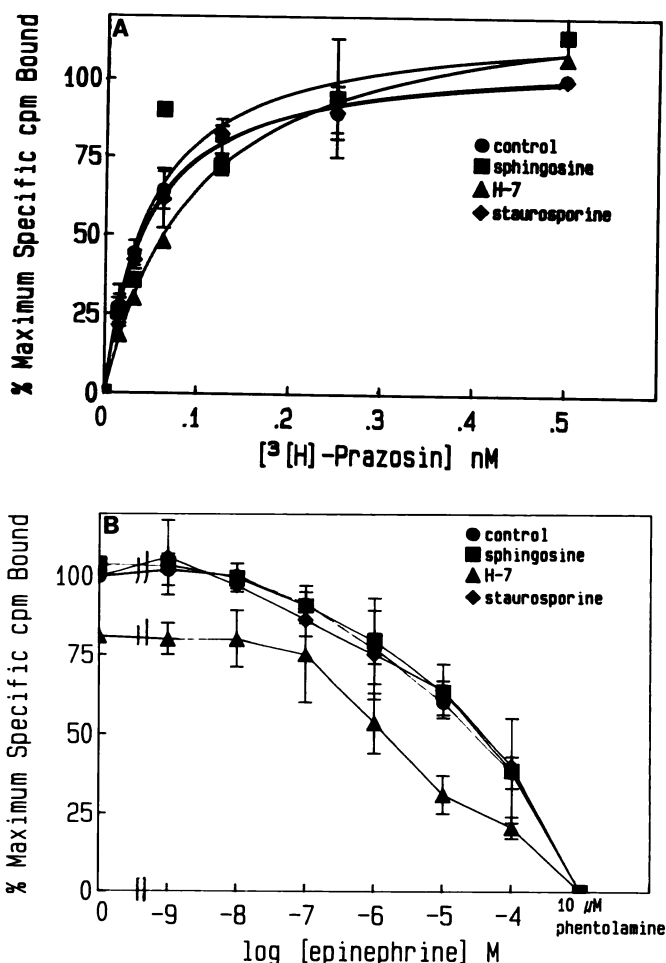 A
% Maximum Specific cpm Bound
100
75
50
25
0
control
sphingosine
H-7
staurosporine
0 .1 .2 .3 .4 .5
[³[H]-Prazosin] nM
B
% Maximum Specific cpm Bound
100
75
50
25
0
control
sphingosine
H-7
staurosporine
0 -9 -8 -7 -6 -5 -4 10 µM
phentolamine
log [epinephrine] M